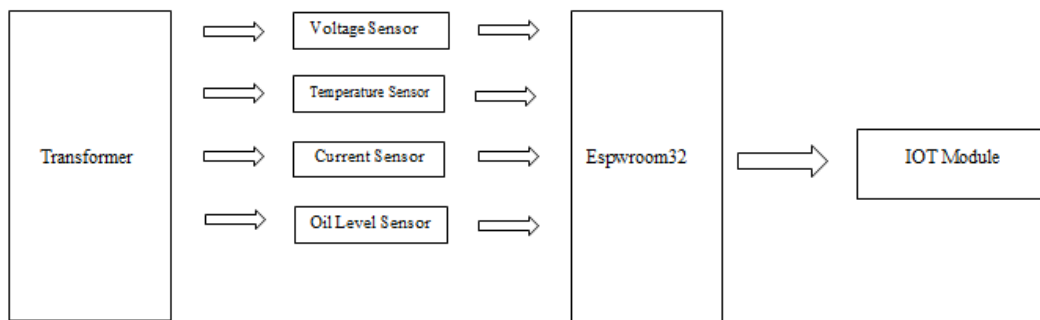 Transformer
Voltage Sensor
Temperature Sensor
Current Sensor
Oil Level Sensor
Espwroom32
IOT Module